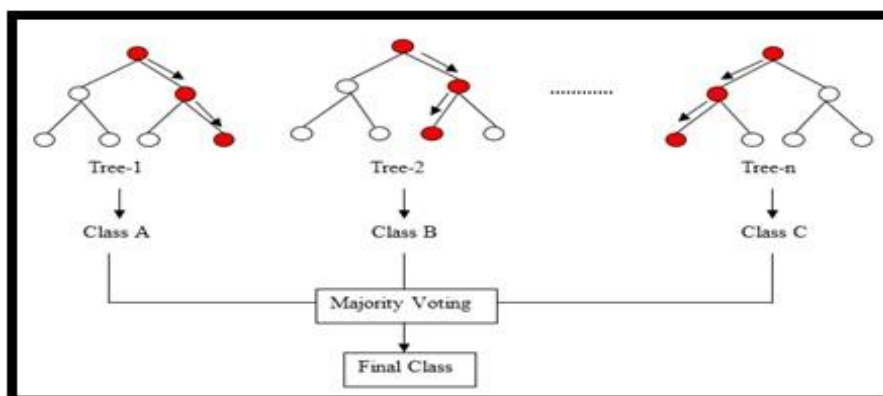 ............
Tree-1
Tree-2
Tree-n
Class A
Class B
Class C
Majority Voting
Final Class